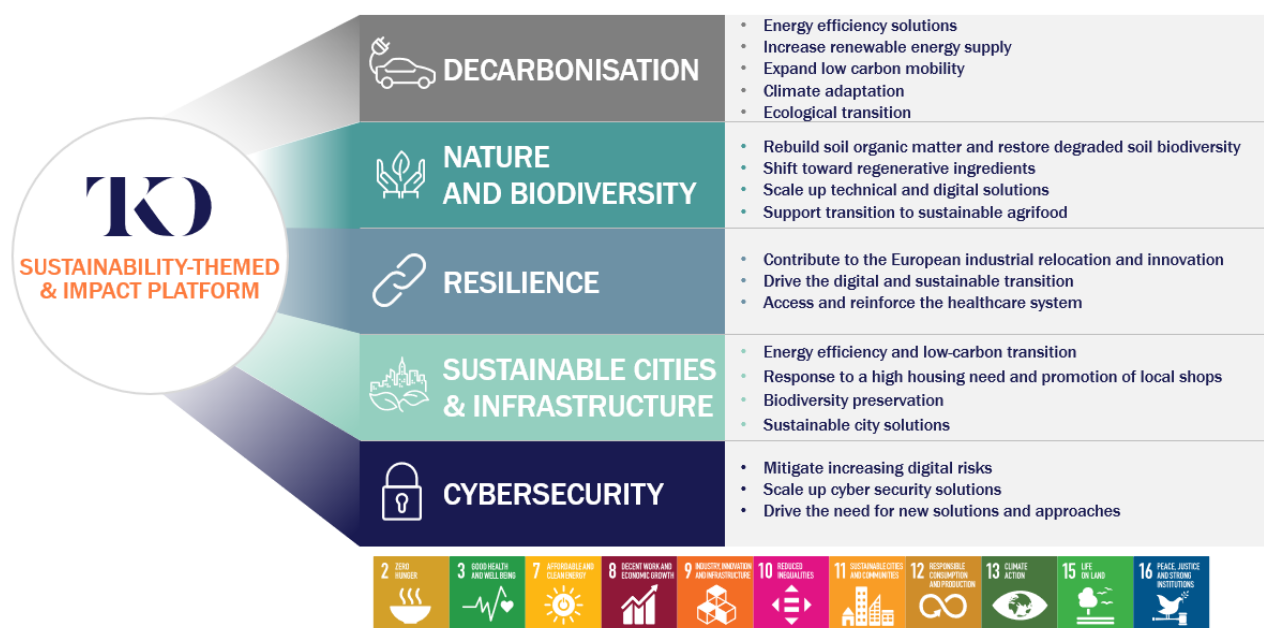 TKO
SUSTAINABILITY-THEMED
& IMPACT PLATFORM
DECARBONISATION
• Energy efficiency solutions
• Increase renewable energy supply
• Expand low carbon mobility
• Climate adaptation
• Ecological transition
NATURE
AND BIODIVERSITY
• Rebuild soil organic matter and restore degraded soil biodiversity
• Shift toward regenerative ingredients
• Scale up technical and digital solutions
• Support transition to sustainable agrifood
RESILIENCE
• Contribute to the European industrial relocation and innovation
• Drive the digital and sustainable transition
• Access and reinforce the healthcare system
SUSTAINABLE CITIES
& INFRASTRUCTURE
• Energy efficiency and low-carbon transition
• Response to a high housing need and promotion of local shops
• Biodiversity preservation
• Sustainable city solutions
CYBERSECURITY
• Mitigate increasing digital risks
• Scale up cyber security solutions
• Drive the need for new solutions and approaches
2 ZERO
HUNGER
3 GOOD HEALTH
AND WELL BEING
7 AFFORDABLE AND
CLEAN ENERGY
8 DECENT WORK AND
ECONOMIC GROWTH
9 INDUSTRY, INNOVATION
AND INFRASTRUCTURE
10 REDUCED
INEQUALITIES
11 SUSTAINABLE CITIES
AND COMMUNITIES
12 RESPONSIBLE
CONSUMPTION
AND PRODUCTION
13 CLIMATE
ACTION
15 LIFE
ON LAND
16 PEACE, JUSTICE
AND STRONG
INSTITUTIONS